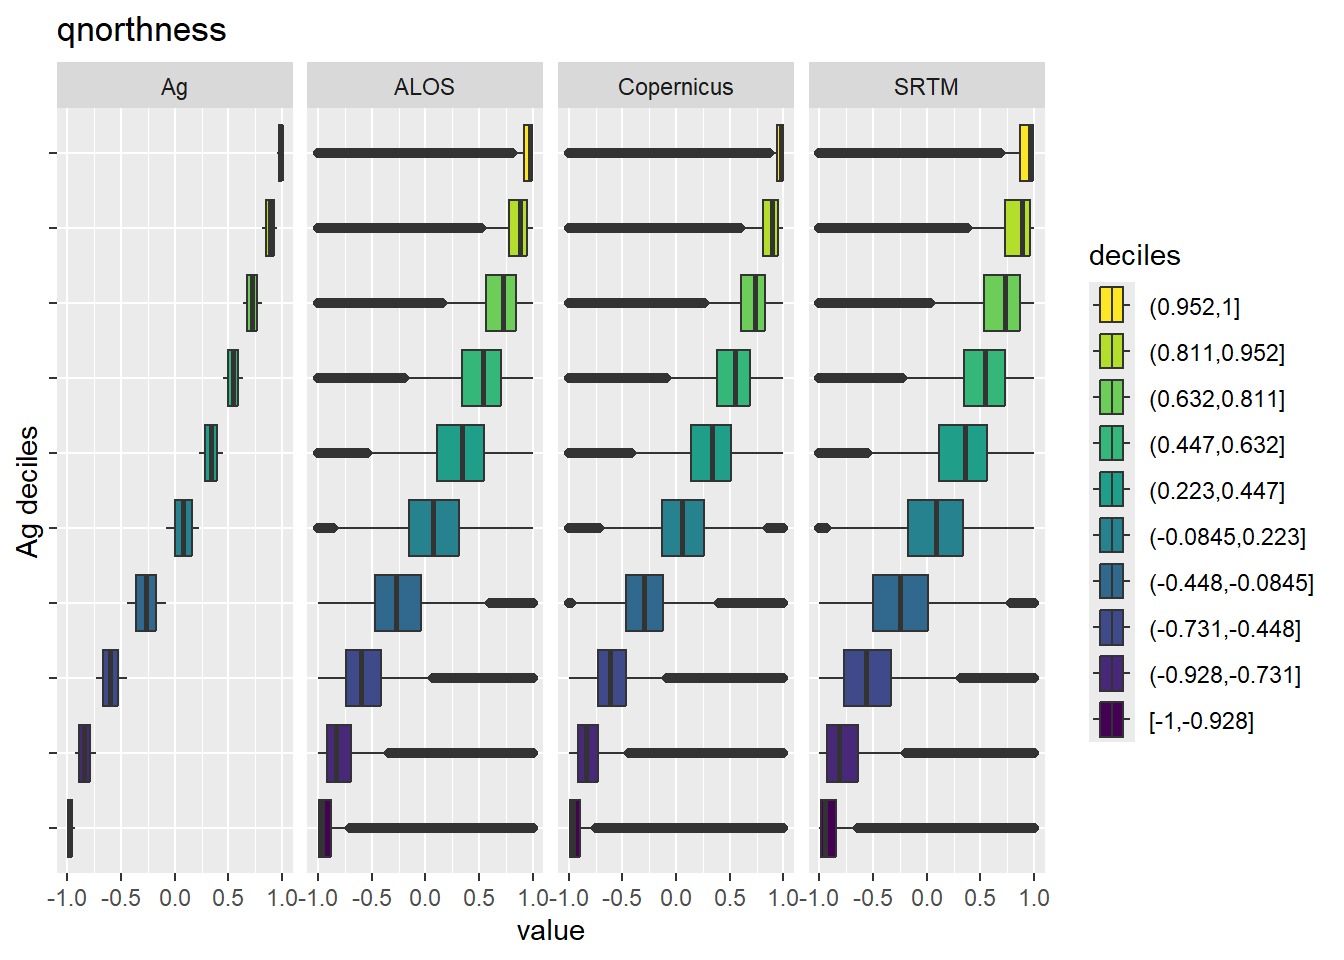 qnorthness
Ag ALOS Copernicus SRTM
Ag deciles
-1.0 -0.5 0.0 0.5 1.0 -1.0 -0.5 0.0 0.5 1.0 -1.0 -0.5 0.0 0.5 1.0 -1.0 -0.5 0.0 0.5 1.0
value
deciles
(0.952,1]
(0.811,0.952]
(0.632,0.811]
(0.447,0.632]
(0.223,0.447]
(-0.0845,0.223]
(-0.448,-0.0845]
(-0.731,-0.448]
(-0.928,-0.731]
[-1,-0.928]